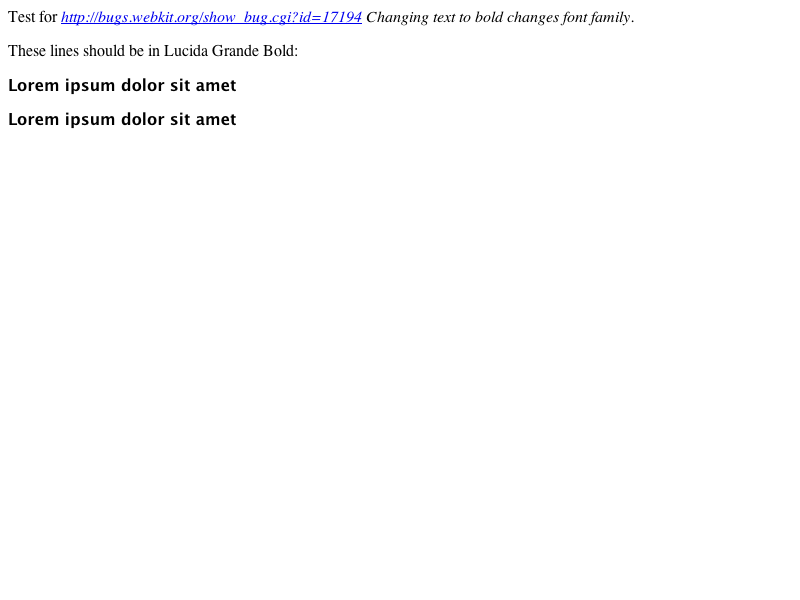 Test for http://bugs.webkit.org/show_bug.cgi?id=17194 Changing text to bold changes font family.
These lines should be in Lucida Grande Bold:
Lorem ipsum dolor sit amet
Lorem ipsum dolor sit amet